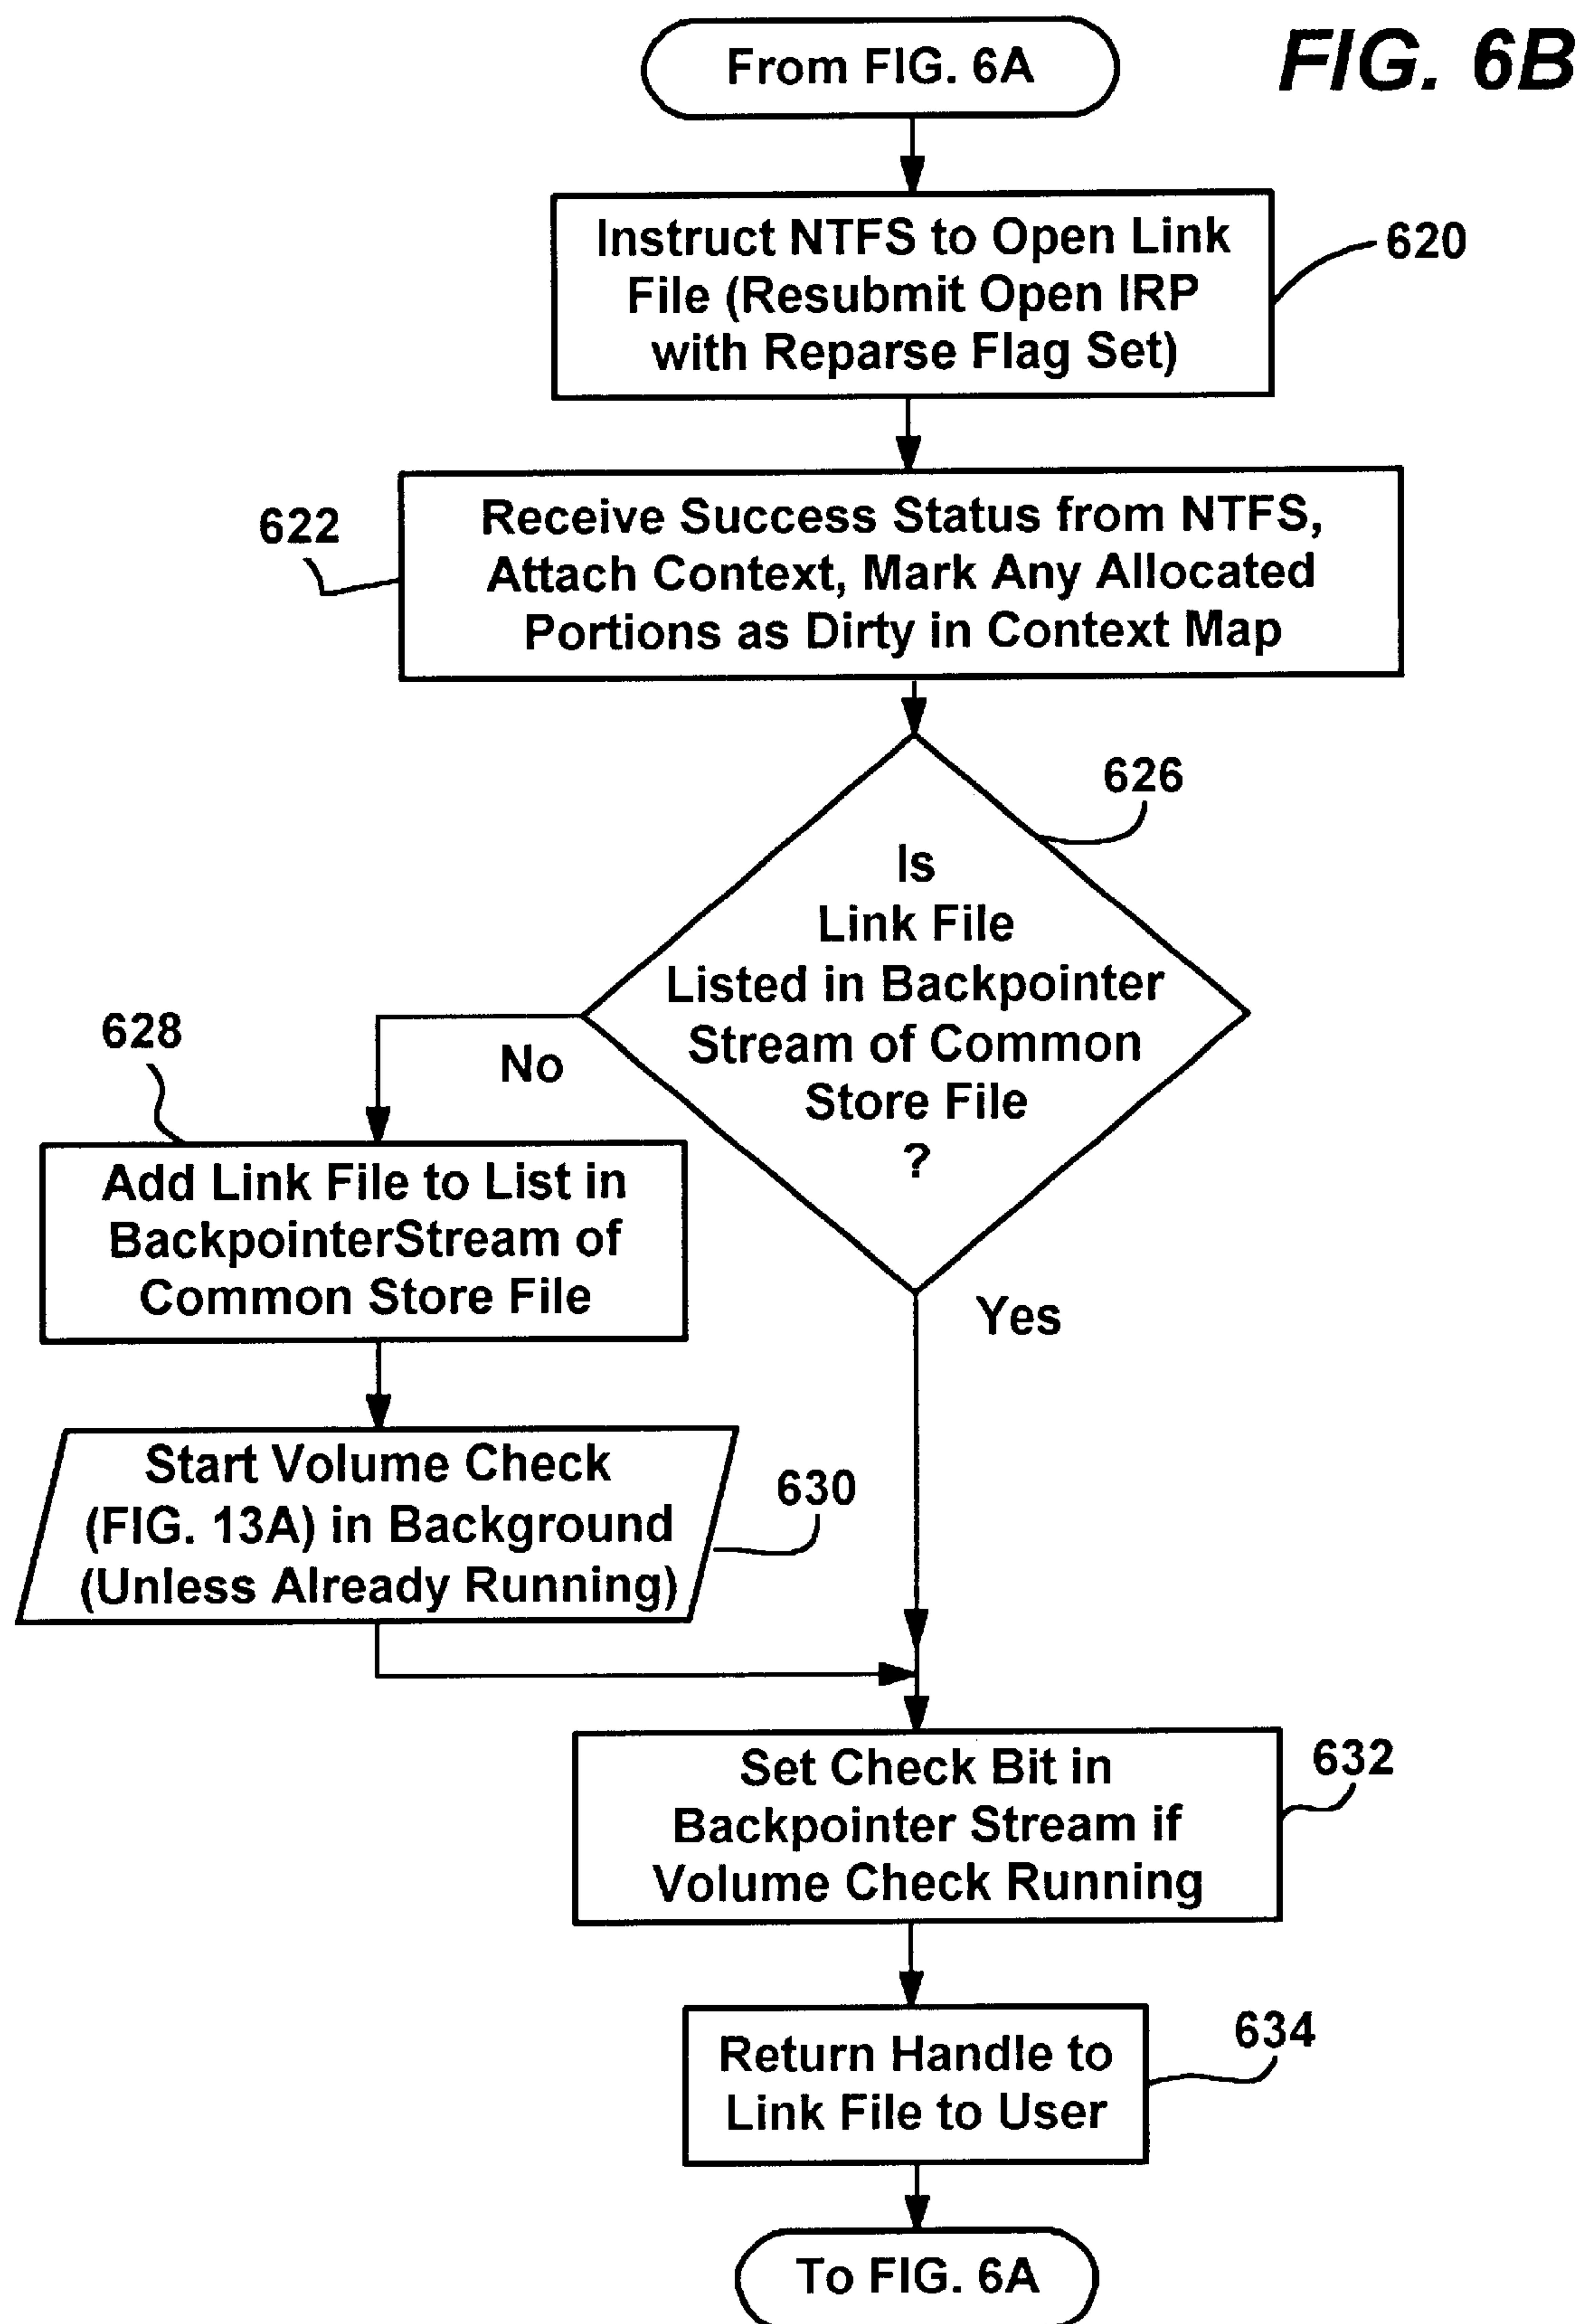 From FIG. 6A
FIG. 6B
Instruct NTFS to Open Link
File (Resubmit Open IRP
with Reparse Flag Set)
620
Receive Success Status from NTFS,
Attach Context, Mark Any Allocated
Portions as Dirty in Context Map
622
626
Is
Link File
Listed in Backpointer
Stream of Common
Store File
?
No
Yes
628
Add Link File to List in
BackpointerStream of
Common Store File
Start Volume Check
(FIG. 13A) in Background
(Unless Already Running)
630
Set Check Bit in
Backpointer Stream if
Volume Check Running
632
Return Handle to
Link File to User
634
To FIG. 6A